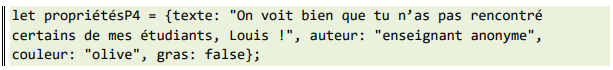 let propriétésP4 = {texte: "On voit bien que tu n’as pas rencontré
certains de mes étudiants, Louis !", auteur: "enseignant anonyme",
couleur: "olive", gras: false};